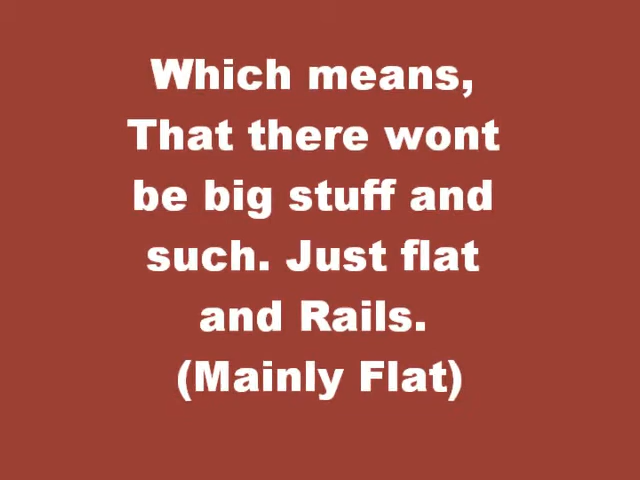 Which means,
That there wont
be big stuff and
such. Just flat
and Rails.
(Mainly Flat)